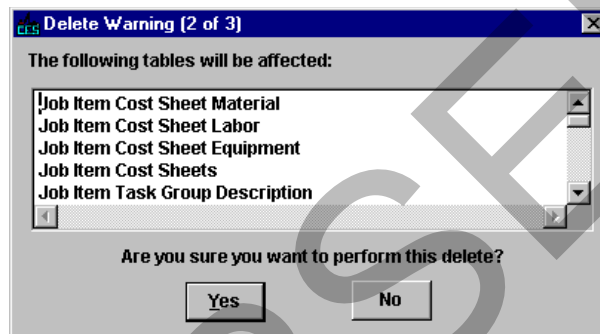 CES
Delete Warning (2 of 3)
The following tables will be affected:
Job Item Cost Sheet Material
Job Item Cost Sheet Labor
Job Item Cost Sheet Equipment
Job Item Cost Sheets
Job Item Task Group Description
Are you sure you want to perform this delete?
Yes
No